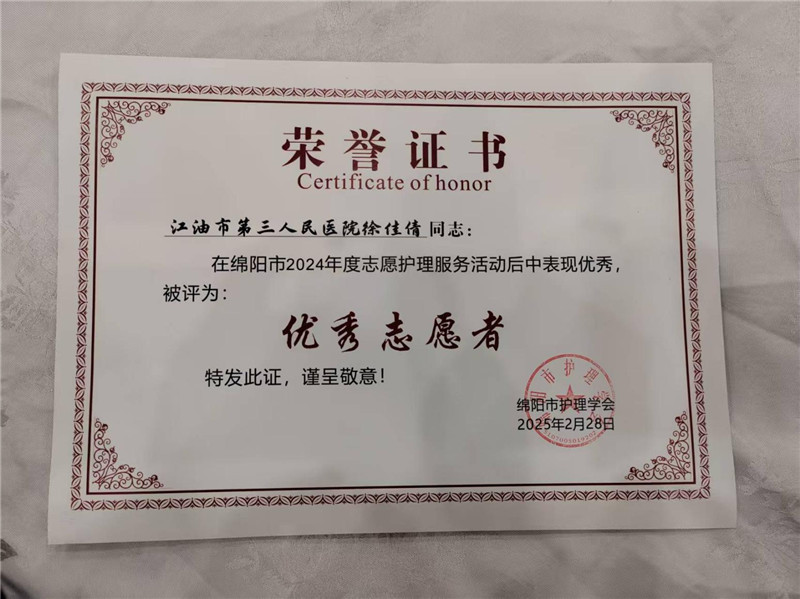 荣誉证书
Certificate of honor
江油市第三人民医院徐佳倩同志：
在绵阳市2024年度志愿护理服务活动后中表现优秀，
被评为：
优秀志愿者
特发此证，谨呈敬意！
绵阳市护理学会
2025年2月28日